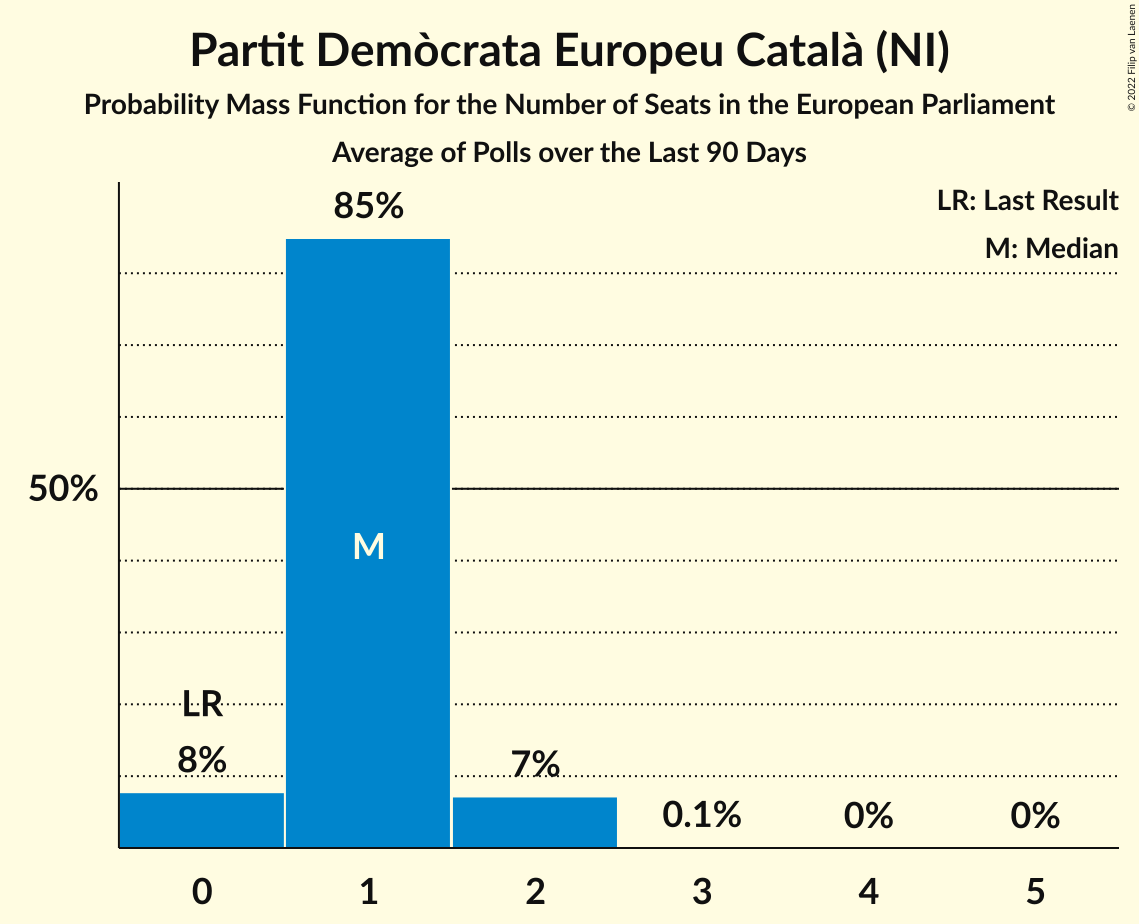 Partit Demòcrata Europeu Català (NI)
Probability Mass Function for the Number of Seats in the European Parliament
Average of Polls over the Last 90 Days
© 2022 Filip van Laenen
LR: Last Result
M: Median
85%
50%
M
LR
8%
7%
0.1%
0%
0%
0
1
2
3
4
5